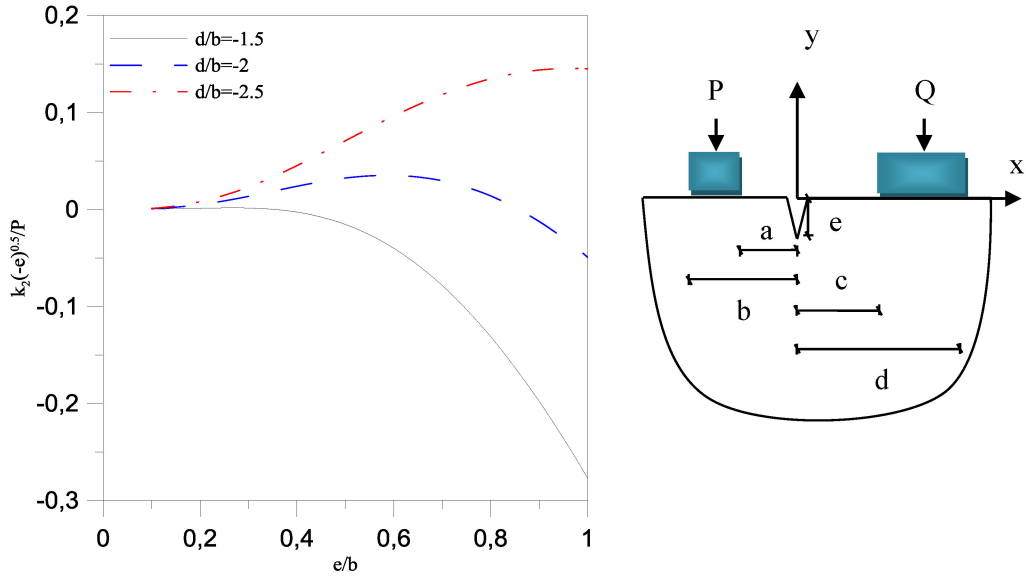 0,2
0,1
0
-0,1
-0,2
-0,3
k₂(-e)⁰·⁵/P
d/b=-1.5
d/b=-2
d/b=-2.5
0 0,2 0,4 0,6 0,8 1
e/b
y
P Q
x
e
a
c
b
d